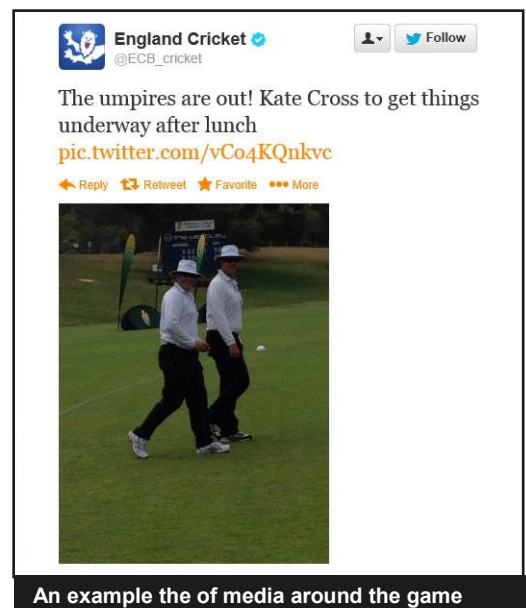 England Cricket
@ECB_cricket
Follow
The umpires are out! Kate Cross to get things
underway after lunch
pic.twitter.com/vCo4KQnkvc
Reply Retweet Favorite More
An example the of media around the game